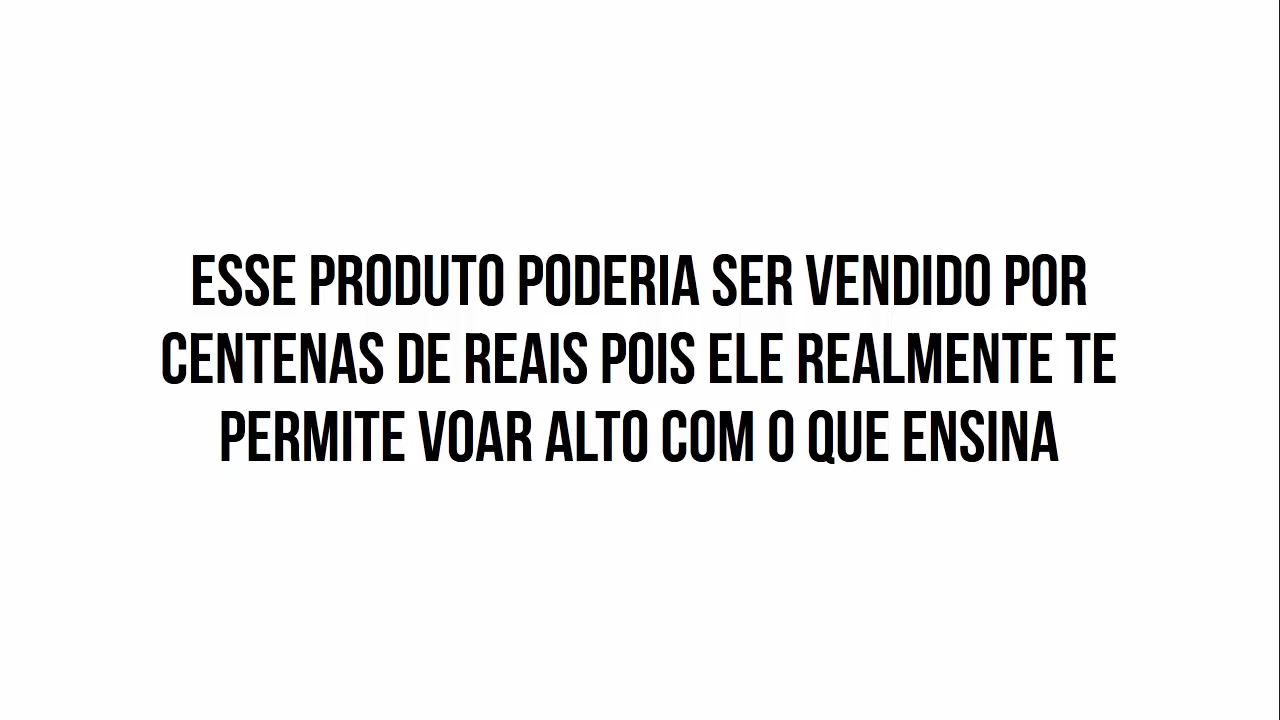 ESSE PRODUTO PODERIA SER VENDIDO POR
CENTENAS DE REAIS POIS ELE REALMENTE TE
PERMITE VOAR ALTO COM O QUE ENSINA